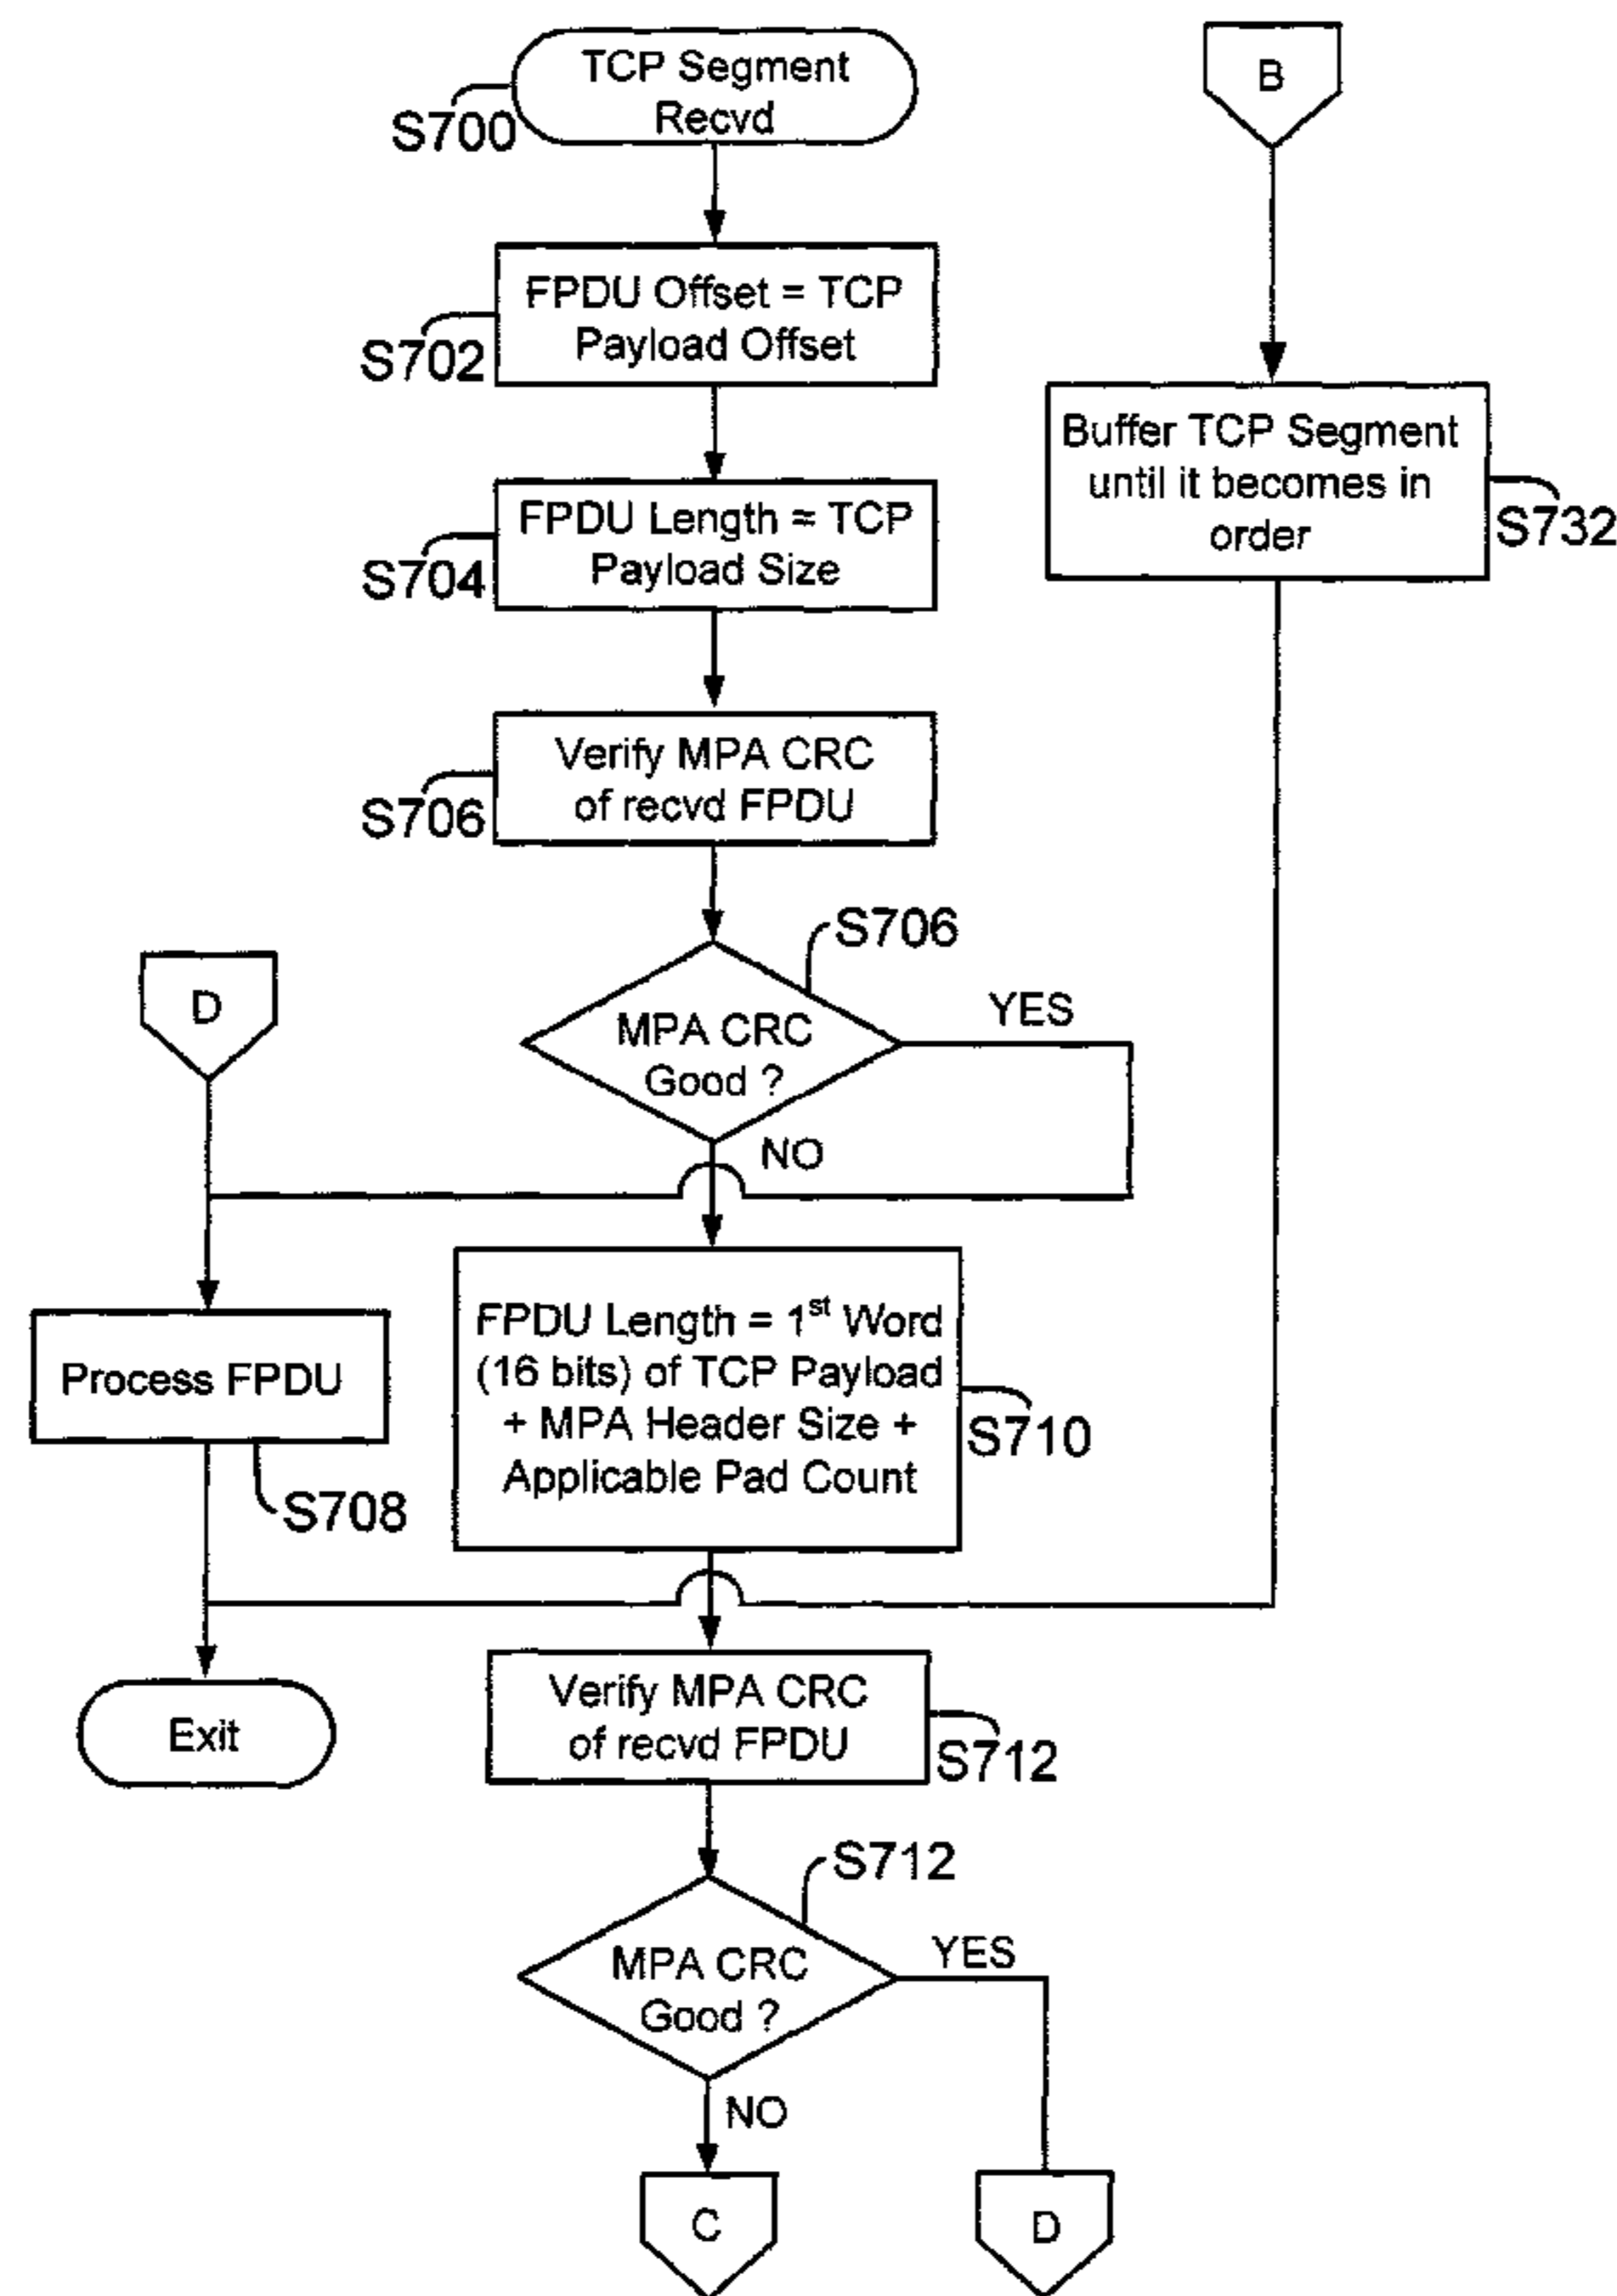 TCP Segment
Recvd
S700
B
FPDU Offset = TCP
Payload Offset
S702
Buffer TCP Segment
until it becomes in
order
S732
FPDU Length = TCP
Payload Size
S704
Verify MPA CRC
of recvd FPDU
S706
S706
D
MPA CRC
Good ?
YES
NO
Process FPDU
S708
FPDU Length = 1st Word
(16 bits) of TCP Payload
+ MPA Header Size +
Applicable Pad Count
S710
Exit
Verify MPA CRC
of recvd FPDU
S712
S712
MPA CRC
Good ?
YES
NO
C
D